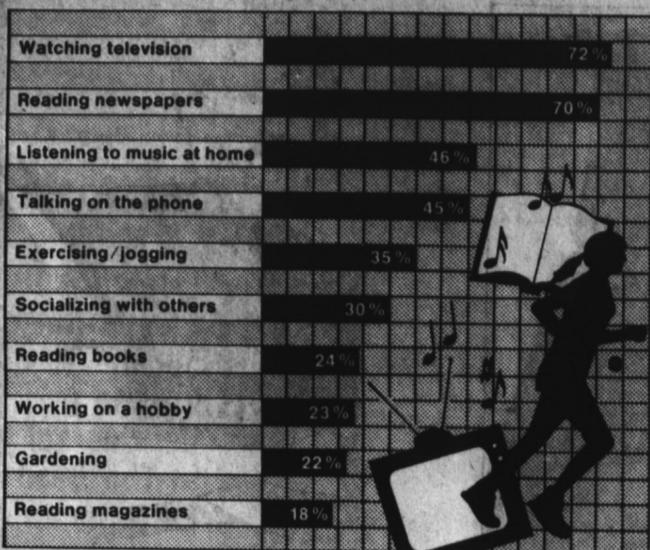 Watching television 72%
Reading newspapers 70%
Listening to music at home 46%
Talking on the phone 45%
Exercising/jogging 35%
Socializing with others 30%
Reading books 24%
Working on a hobby 23%
Gardening 22%
Reading magazines 18%